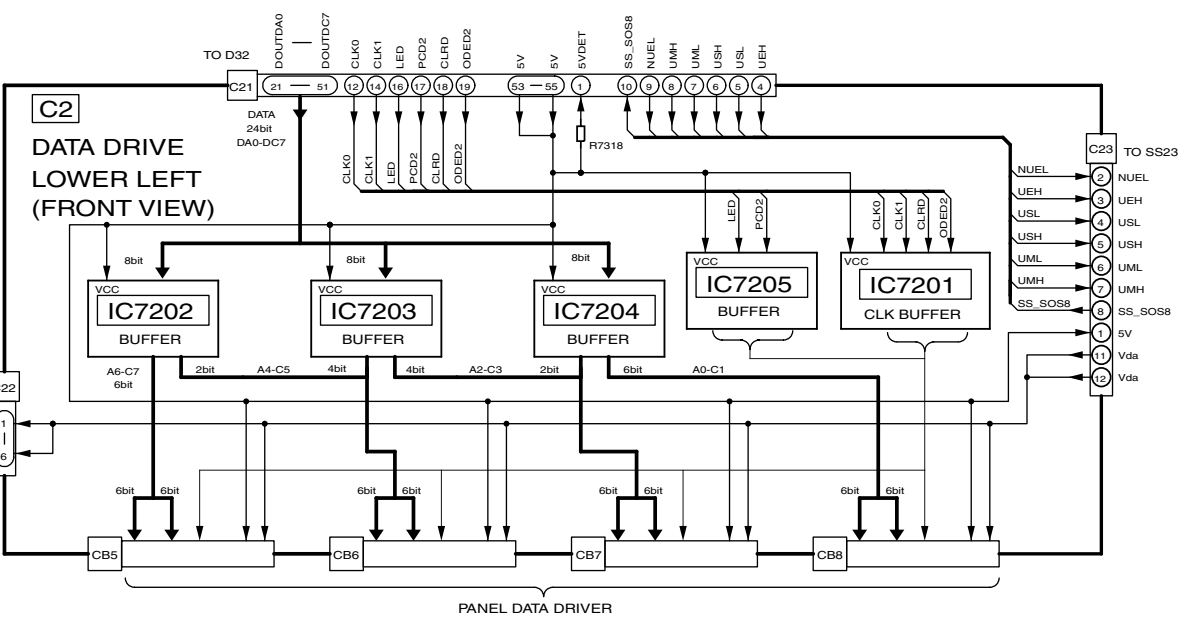 DOUTDA0
DOUTDC7
CLK0
CLK1
LED
PCD2
CLRD
ODED2
5V
5V
5VDET
SS_SOS8
NUEL
UMH
UML
USH
USL
UEH
TO D32
C21
21 — 51
12
14
16
17
18
19
53 — 55
1
10
9
8
7
6
5
4
C2
DATA DRIVE
LOWER LEFT
(FRONT VIEW)
DATA
24bit
DA0-DC7
CLK0
CLK1
LED
PCD2
CLRD
ODED2
R7318
C23
TO SS23
NUEL
2
NUEL
UEH
3
UEH
USL
4
USL
USH
5
USH
UML
6
UML
UMH
7
UMH
SS_SOS8
8
SS_SOS8
1
5V
11
Vda
12
Vda
LED
PCD2
CLK0
CLK1
CLRD
ODED2
8bit
8bit
8bit
VCC
IC7202
BUFFER
VCC
IC7203
BUFFER
VCC
IC7204
BUFFER
VCC
IC7205
BUFFER
VCC
IC7201
CLK BUFFER
A6-C7
6bit
2bit
A4-C5
4bit
4bit
A2-C3
2bit
6bit
A0-C1
C22
1
6
6bit
6bit
6bit
6bit
6bit
6bit
6bit
6bit
CB5
CB6
CB7
CB8
PANEL DATA DRIVER